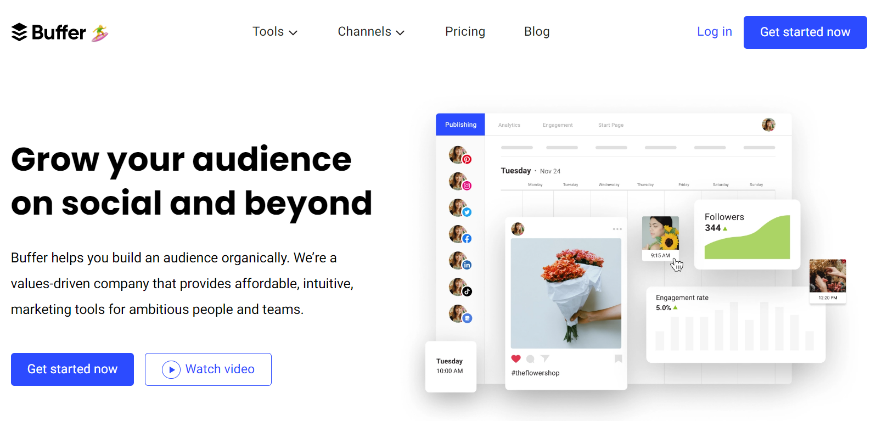 Buffer
Tools
Channels
Pricing
Blog
Log in
Get started now
Grow your audience
on social and beyond
Buffer helps you build an audience organically. We’re a
values-driven company that provides affordable, intuitive,
marketing tools for ambitious people and teams.
Get started now
Watch video
Publishing
Analytics
Engagement
Start Page
Tuesday · Nov 24
Monday
Tuesday
Wednesday
Thursday
Friday
Saturday
Sunday
9:15 AM
Followers
344
12:20 PM
Engagement rate
5.0%
Tuesday
10:00 AM
#theflowershop